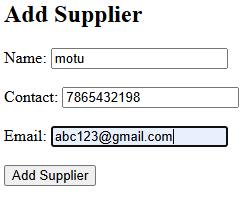 Add Supplier
Name: motu
Contact: 7865432198
Email: abc123@gmail.com
Add Supplier